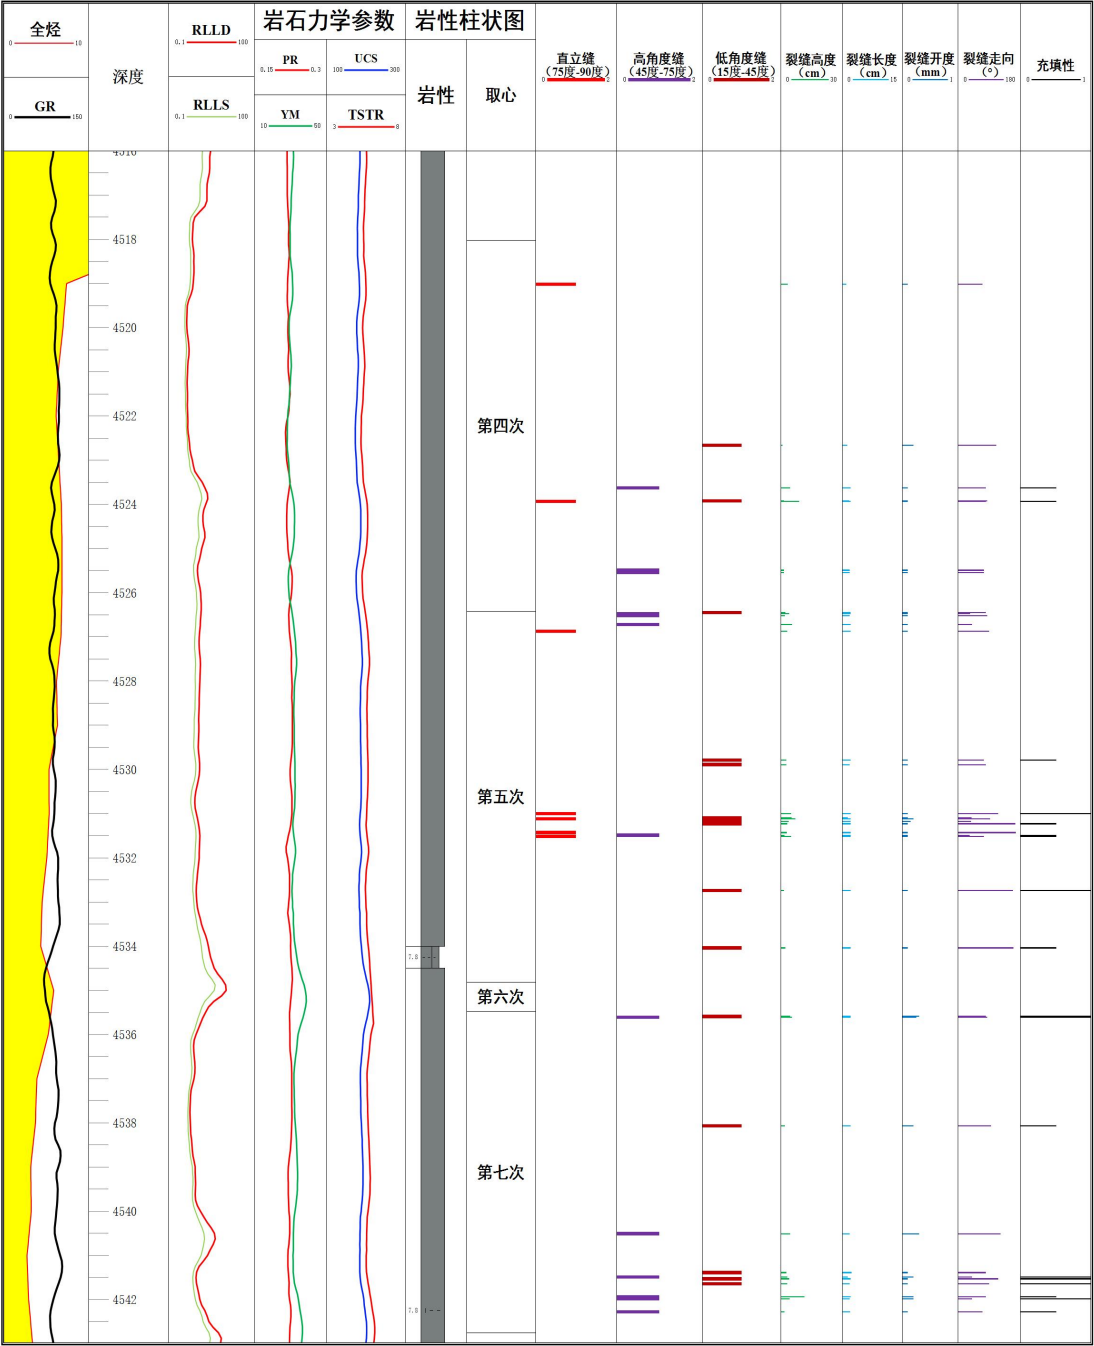 全烃
0 10
GR
0 150
深度
RLLD
0.1 100
RLLS
0.1 100
岩石力学参数
PR
0.15 0.3
YM
10 50
UCS
100 300
TSTR
3 8
岩性柱状图
岩性
取心
直立缝
(75度-90度)
0 2
高角度缝
(45度-75度)
0 2
低角度缝
(15度-45度)
0 2
裂缝高度
(cm)
0 30
裂缝长度
(cm)
0 15
裂缝开度
(mm)
0 1
裂缝走向
(°)
0 180
充填性
0 1
4516
4518
4520
4522
第四次
4524
4526
4528
4530
第五次
4532
4534
7.8
第六次
4536
4538
第七次
4540
4542
7.8 1